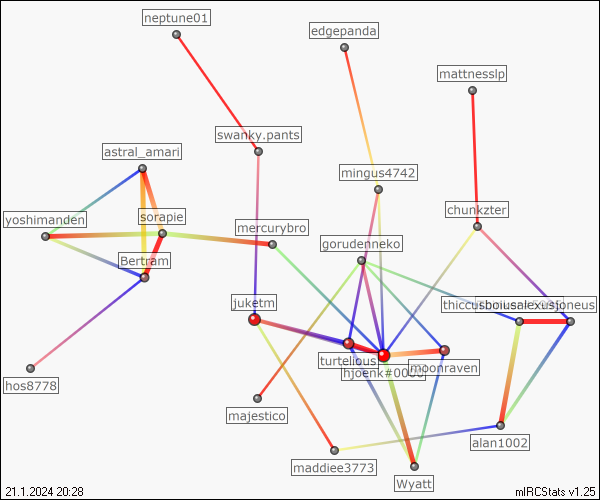 neptune01
edgepanda
mattnesslp
swanky.pants
astral_amari
mingus4742
yoshimanden
sorapie
mercurybro
chunkzter
gorudenneko
Bertram
juketm
turtelious
hjoenk#0000
moonraven
hos8778
majestico
alan1002
maddiee3773
Wyatt
21.1.2024 20:28
mIRCStats v1.25